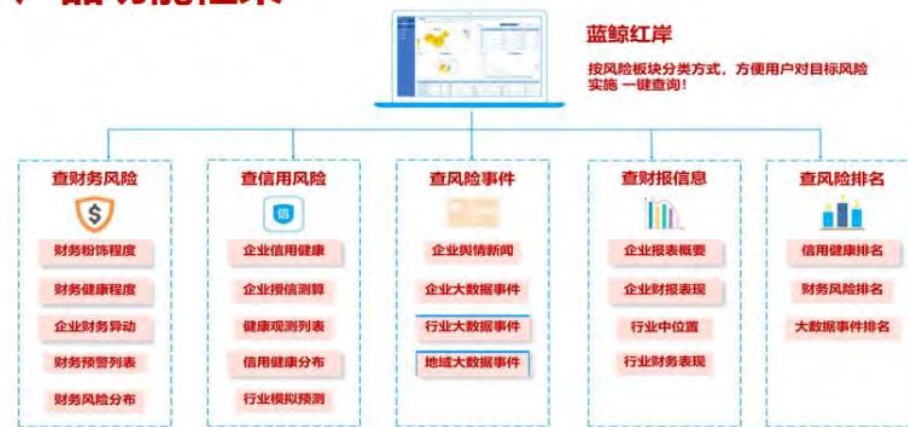 蓝鲸红岸
按风险板块分类方式，方便用户对目标风险
实施 一键查询！
查财务风险
财务粉饰程度
财务健康程度
企业财务异动
财务预警列表
财务风险分布
查信用风险
信
企业信用健康
企业授信测算
健康观测列表
信用健康分布
行业模拟预测
查风险事件
企业舆情新闻
企业大数据事件
行业大数据事件
地域大数据事件
查财报信息
企业报表概要
企业财报表现
行业中位置
行业财务表现
查风险排名
信用健康排名
财务风险排名
大数据事件排名